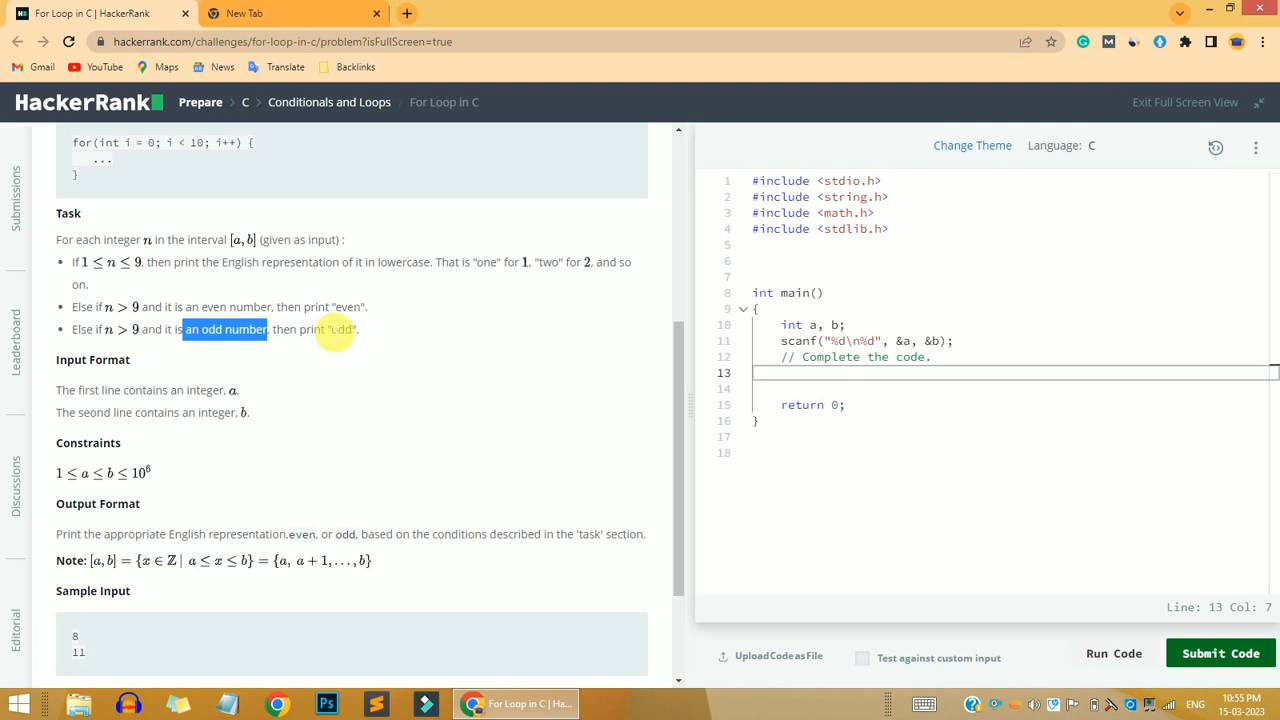 For Loop in C | HackerRank
New Tab
hackerrank.com/challenges/for-loop-in-c/problem?isFullScreen=true
Gmail YouTube Maps News Translate Backlinks
HackerRank Prepare > C > Conditionals and Loops > For Loop in C Exit Full Screen View
Submissions
Leaderboard
Discussions
Editorial
for(int i = 0; i < 10; i++) {
...
}
Task
For each integer n in the interval [a, b] (given as input) :
• If 1 ≤ n ≤ 9, then print the English representation of it in lowercase. That is "one" for 1, "two" for 2, and so
on.
• Else if n > 9 and it is an even number, then print "even".
• Else if n > 9 and it is an odd number, then print "odd".
Input Format
The first line contains an integer, a.
The seond line contains an integer, b.
Constraints
1 ≤ a ≤ b ≤ 10⁶
Output Format
Print the appropriate English representation,even, or odd, based on the conditions described in the 'task' section.
Note: [a, b] = {x ∈ ℤ | a ≤ x ≤ b} = {a, a + 1, . . . , b}
Sample Input
8
11
Change Theme Language: C
1 #include <stdio.h>
2 #include <string.h>
3 #include <math.h>
4 #include <stdlib.h>
5
6
7
8 int main()
9 {
10 int a, b;
11 scanf("%d\n%d", &a, &b);
12 // Complete the code.
13
14
15 return 0;
16 }
17
18
Line: 13 Col: 7
Upload Code as File Test against custom input Run Code Submit Code
For Loop in C | Ha...
ENG
10:55 PM
15-03-2023